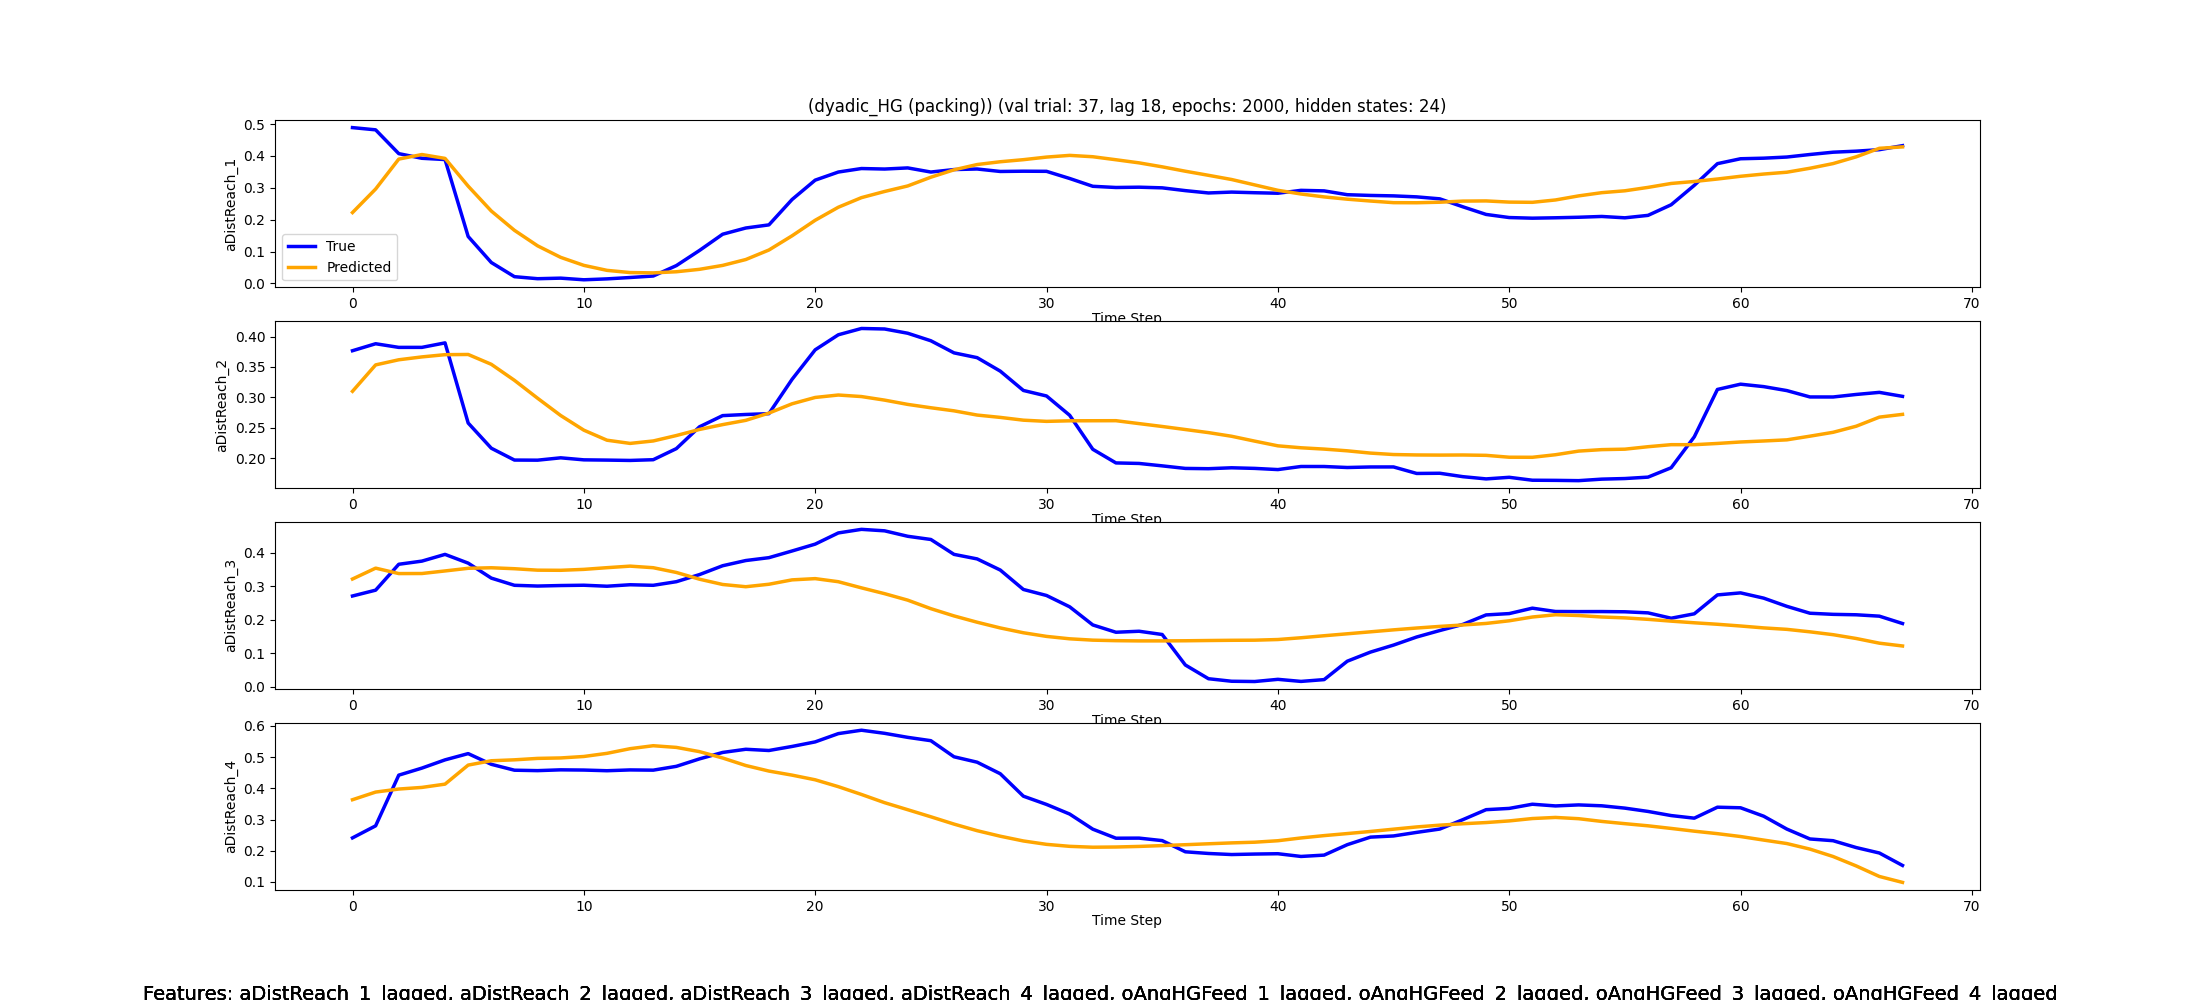 (dyadic_HG (packing)) (val trial: 37, lag 18, epochs: 2000, hidden states: 24)
aDistReach_1
0.5
0.4
0.3
0.2
0.1
0.0
True
Predicted
0 10 20 30 40 50 60 70
Time Step
aDistReach_2
0.40
0.35
0.30
0.25
0.20
0 10 20 30 40 50 60 70
Time Step
aDistReach_3
0.4
0.3
0.2
0.1
0.0
0 10 20 30 40 50 60 70
Time Step
aDistReach_4
0.6
0.5
0.4
0.3
0.2
0.1
0 10 20 30 40 50 60 70
Time Step
Features: aDistReach_1_lagged, aDistReach_2_lagged, aDistReach_3_lagged, aDistReach_4_lagged, oAngHGFeed_1_lagged, oAngHGFeed_2_lagged, oAngHGFeed_3_lagged, oAngHGFeed_4_lagged